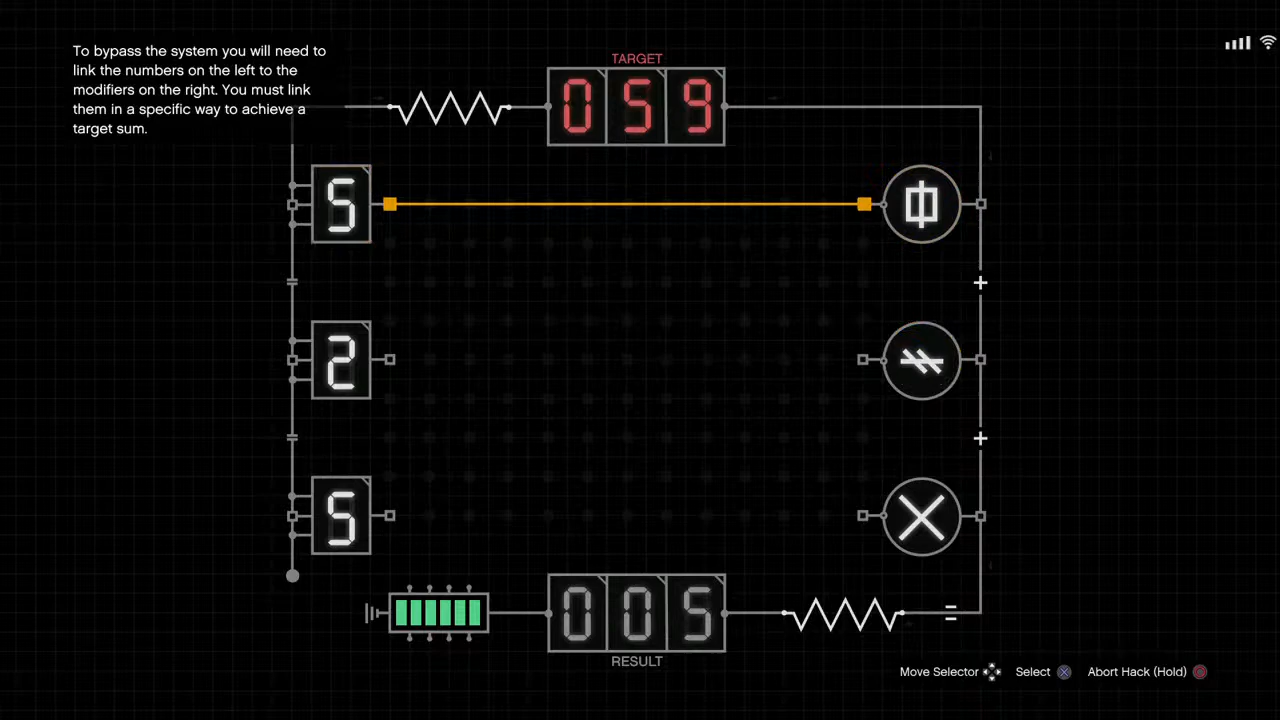 To bypass the system you will need to
link the numbers on the left to the
modifiers on the right. You must link
them in a specific way to achieve a
target sum.
TARGET
059
5
2
5
+
+
=
005
RESULT
Move Selector Select Abort Hack (Hold)